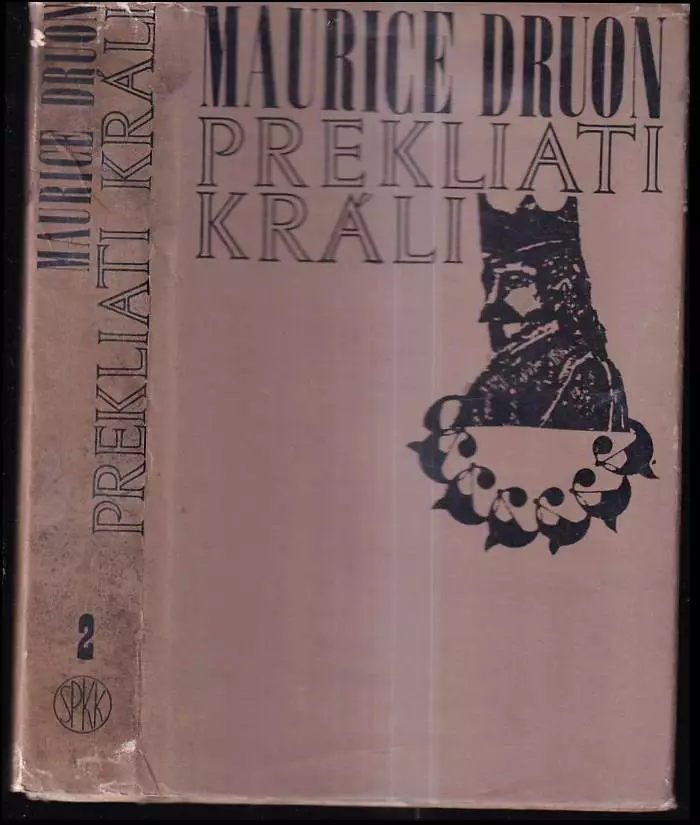 MAURICE DRUON
PREKLIATI
KRÁLI
MAURICE DRUON
PREKLIATI KRÁLI
2
SPKK